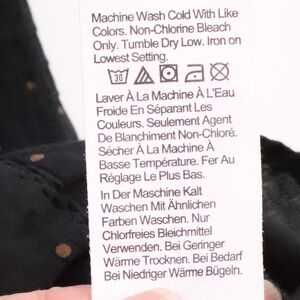 Machine Wash Cold With Like
Colors. Non-Chlorine Bleach
Only. Tumble Dry Low. Iron on
Lowest Setting.
30
Laver À La Machine À L'Eau
Froide En Séparant Les
Couleurs. Seulement Agent
De Blanchiment Non-Chloré.
Sécher À La Machine À
Basse Température. Fer Au
Réglage Le Plus Bas.
In Der Maschine Kalt
Waschen Mit Ähnlichen
Farben Waschen. Nur
Chlorfreies Bleichmittel
Verwenden. Bei Geringer
Wärme Trocknen. Bei Bedarf
Bei Niedriger Wärme Bügeln.